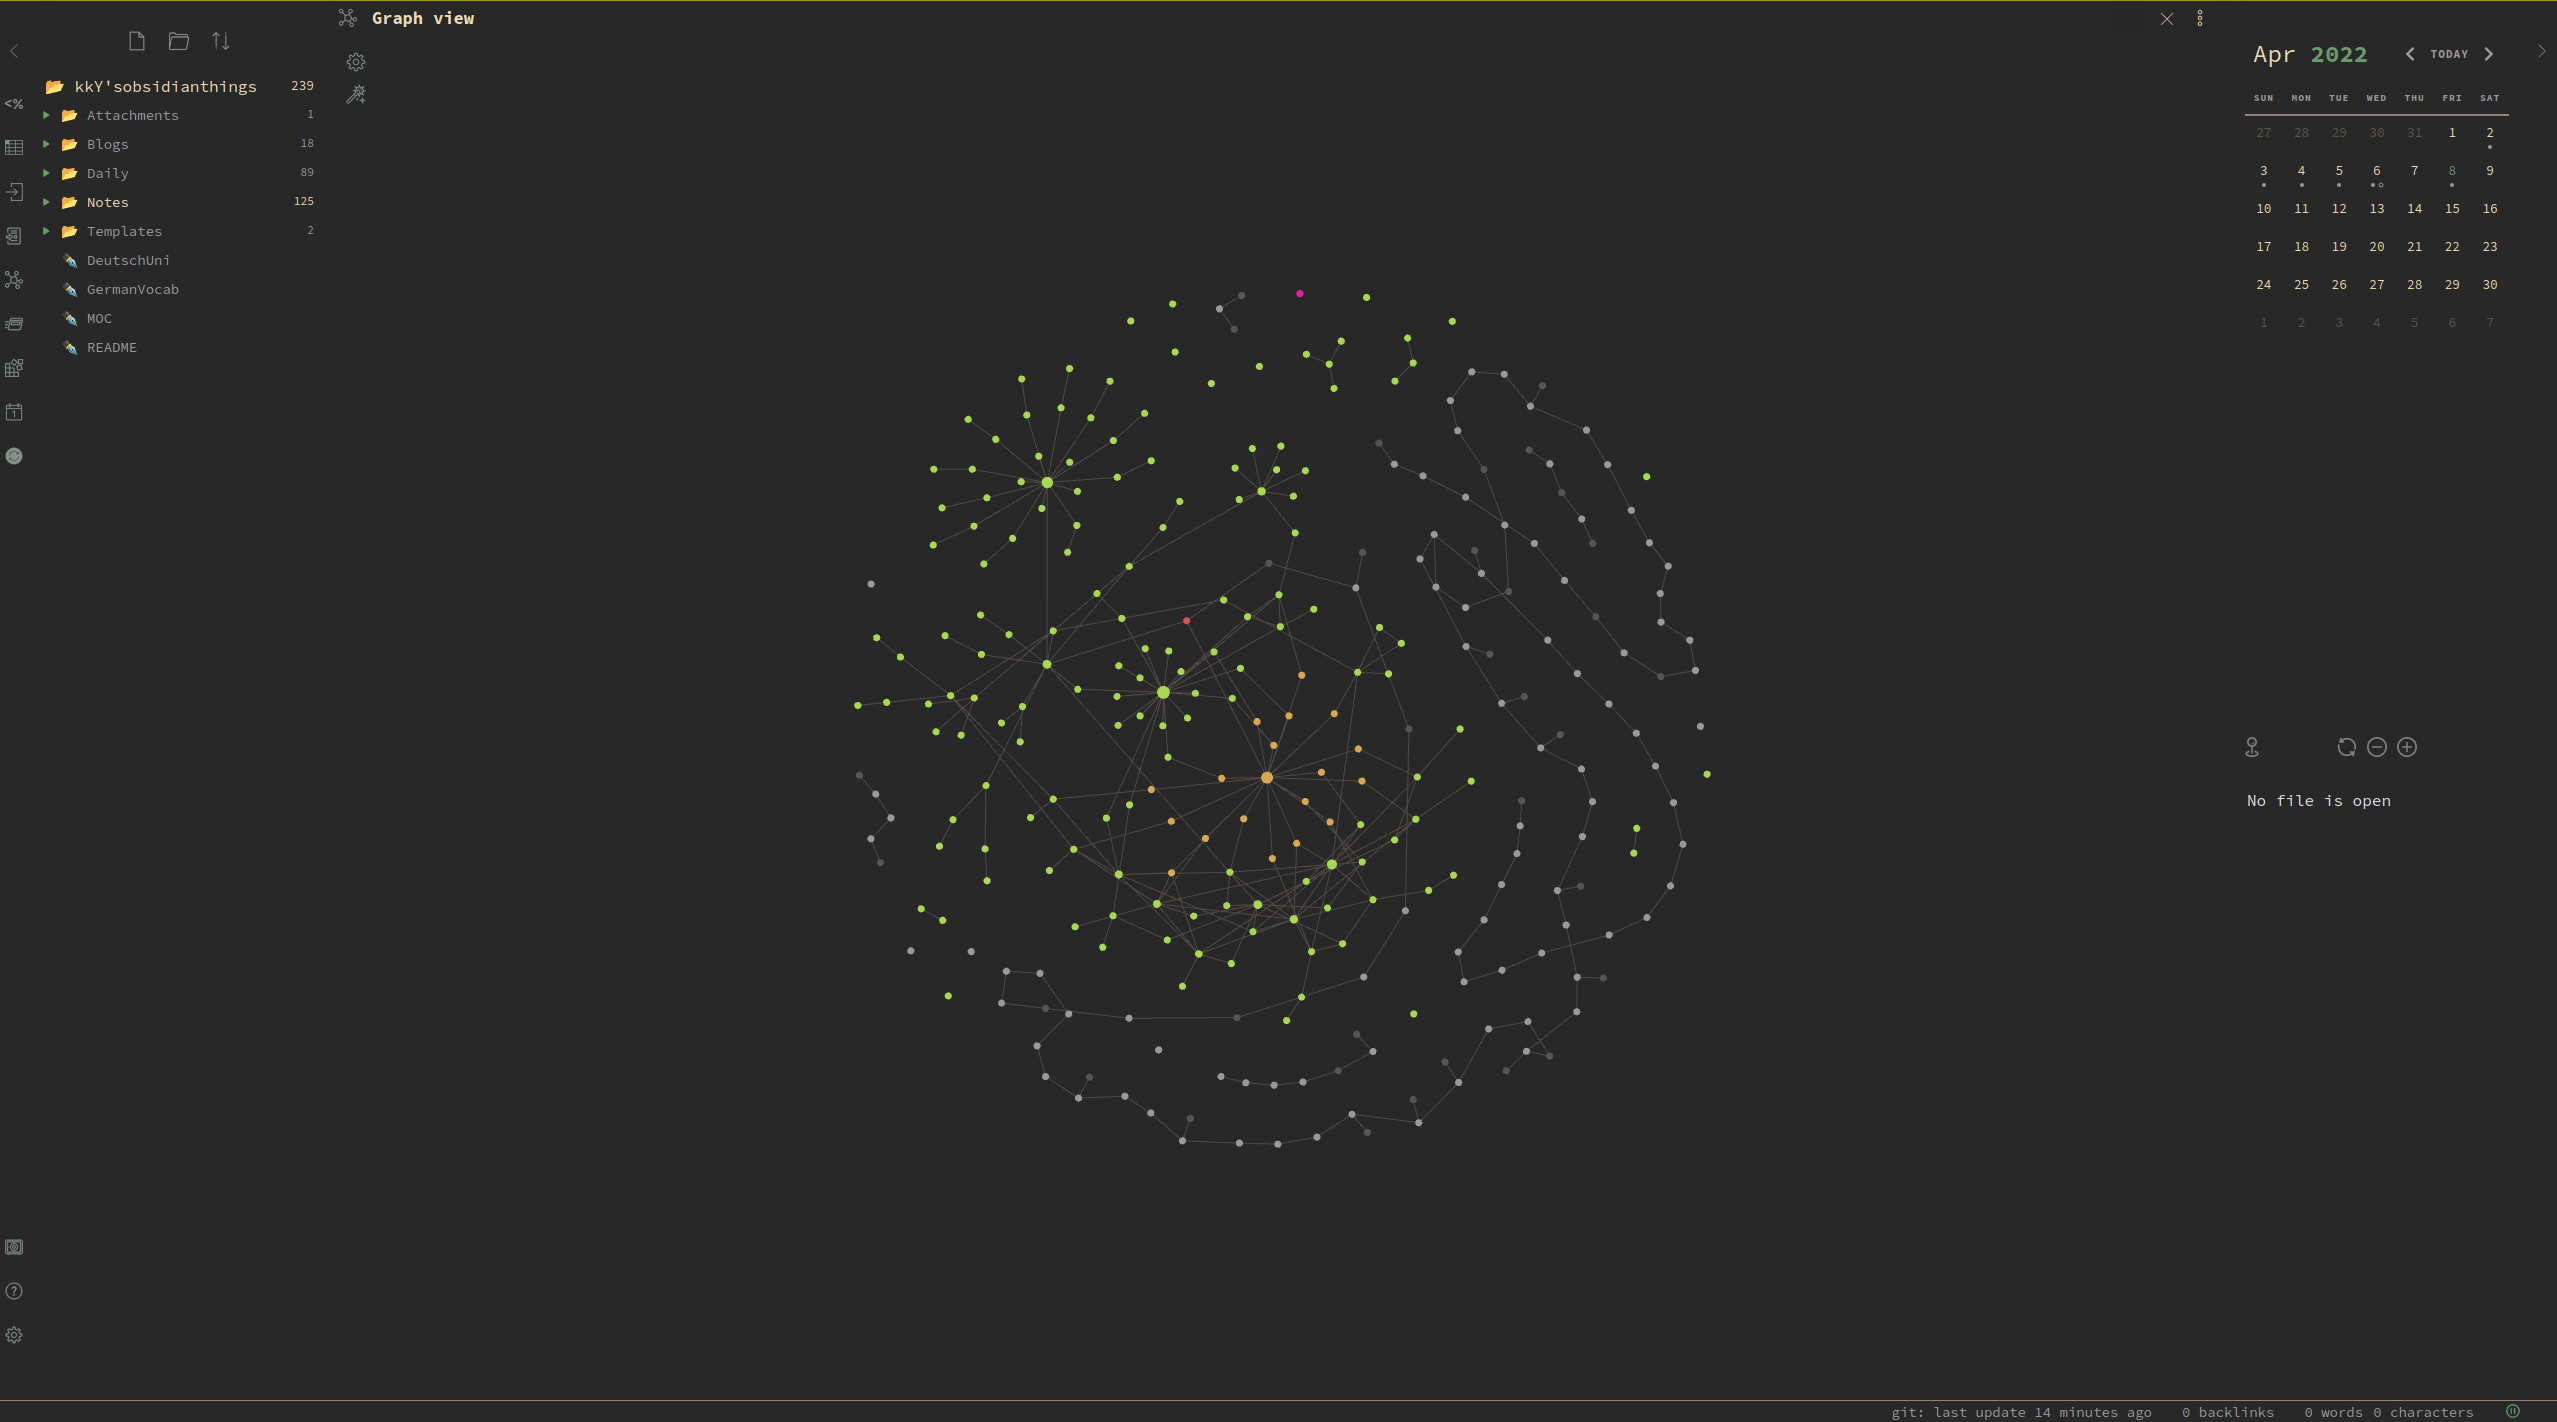 Graph view
kkY'sobsidianthings 239
Attachments 1
Blogs 18
Daily 89
Notes 125
Templates 2
DeutschUni
GermanVocab
MOC
README
<%
1
Apr 2022
TODAY
SUN MON TUE WED THU FRI SAT
27 28 29 30 31 1 2
3 4 5 6 7 8 9
10 11 12 13 14 15 16
17 18 19 20 21 22 23
24 25 26 27 28 29 30
1 2 3 4 5 6 7
No file is open
git: last update 14 minutes ago 0 backlinks 0 words 0 characters